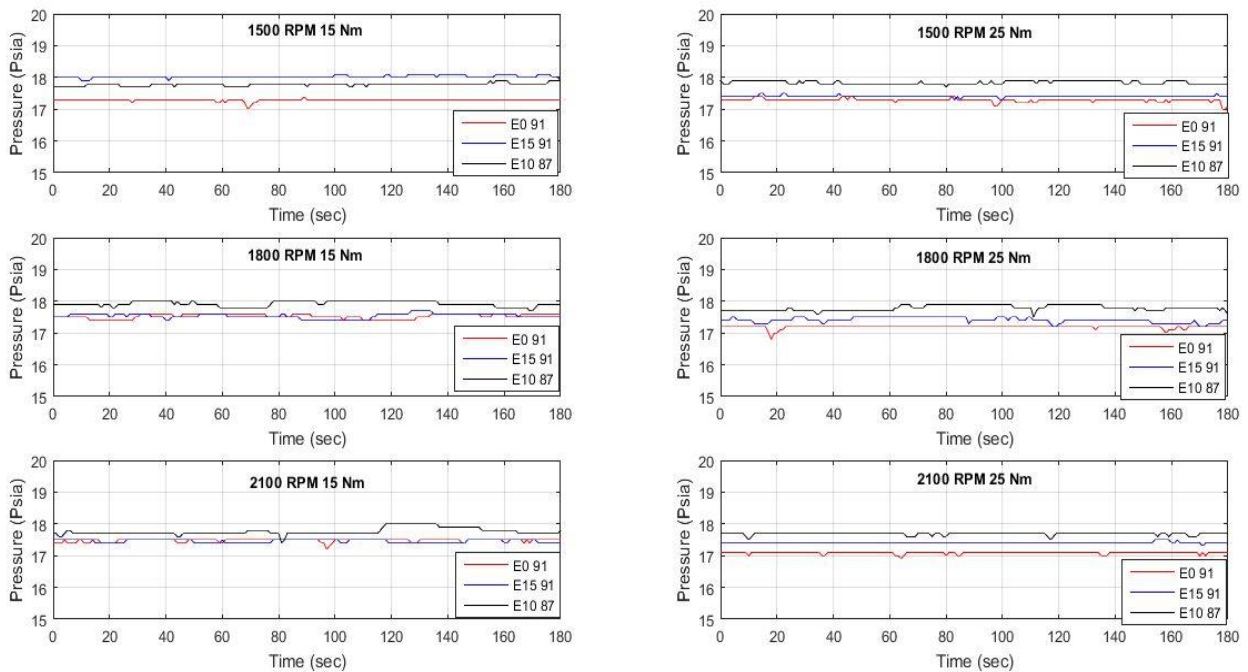 1500 RPM 15 Nm
Pressure (Psia)
20
19
18
17
16
15
0 20 40 60 80 100 120 140 160 180
Time (sec)
E0 91
E15 91
E10 87
1500 RPM 25 Nm
Pressure (Psia)
20
19
18
17
16
15
0 20 40 60 80 100 120 140 160 180
Time (sec)
E0 91
E15 91
E10 87
1800 RPM 15 Nm
Pressure (Psia)
20
19
18
17
16
15
0 20 40 60 80 100 120 140 160 180
Time (sec)
E0 91
E15 91
E10 87
1800 RPM 25 Nm
Pressure (Psia)
20
19
18
17
16
15
0 20 40 60 80 100 120 140 160 180
Time (sec)
E0 91
E15 91
E10 87
2100 RPM 15 Nm
Pressure (Psia)
20
19
18
17
16
15
0 20 40 60 80 100 120 140 160 180
Time (sec)
E0 91
E15 91
E10 87
2100 RPM 25 Nm
Pressure (Psia)
20
19
18
17
16
15
0 20 40 60 80 100 120 140 160 180
Time (sec)
E0 91
E15 91
E10 87